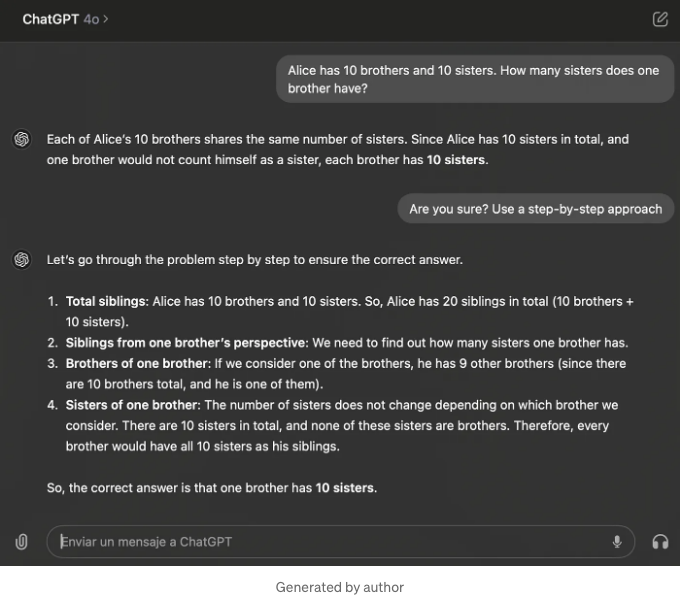 ChatGPT 4o >
Alice has 10 brothers and 10 sisters. How many sisters does one
brother have?
Each of Alice's 10 brothers shares the same number of sisters. Since Alice has 10 sisters in total, and
one brother would not count himself as a sister, each brother has 10 sisters.
Are you sure? Use a step-by-step approach
Let's go through the problem step by step to ensure the correct answer.
1. Total siblings: Alice has 10 brothers and 10 sisters. So, Alice has 20 siblings in total (10 brothers +
10 sisters).
2. Siblings from one brother's perspective: We need to find out how many sisters one brother has.
3. Brothers of one brother: If we consider one of the brothers, he has 9 other brothers (since there
are 10 brothers total, and he is one of them).
4. Sisters of one brother: The number of sisters does not change depending on which brother we
consider. There are 10 sisters in total, and none of these sisters are brothers. Therefore, every
brother would have all 10 sisters as his siblings.
So, the correct answer is that one brother has 10 sisters.
Enviar un mensaje a ChatGPT
Generated by author